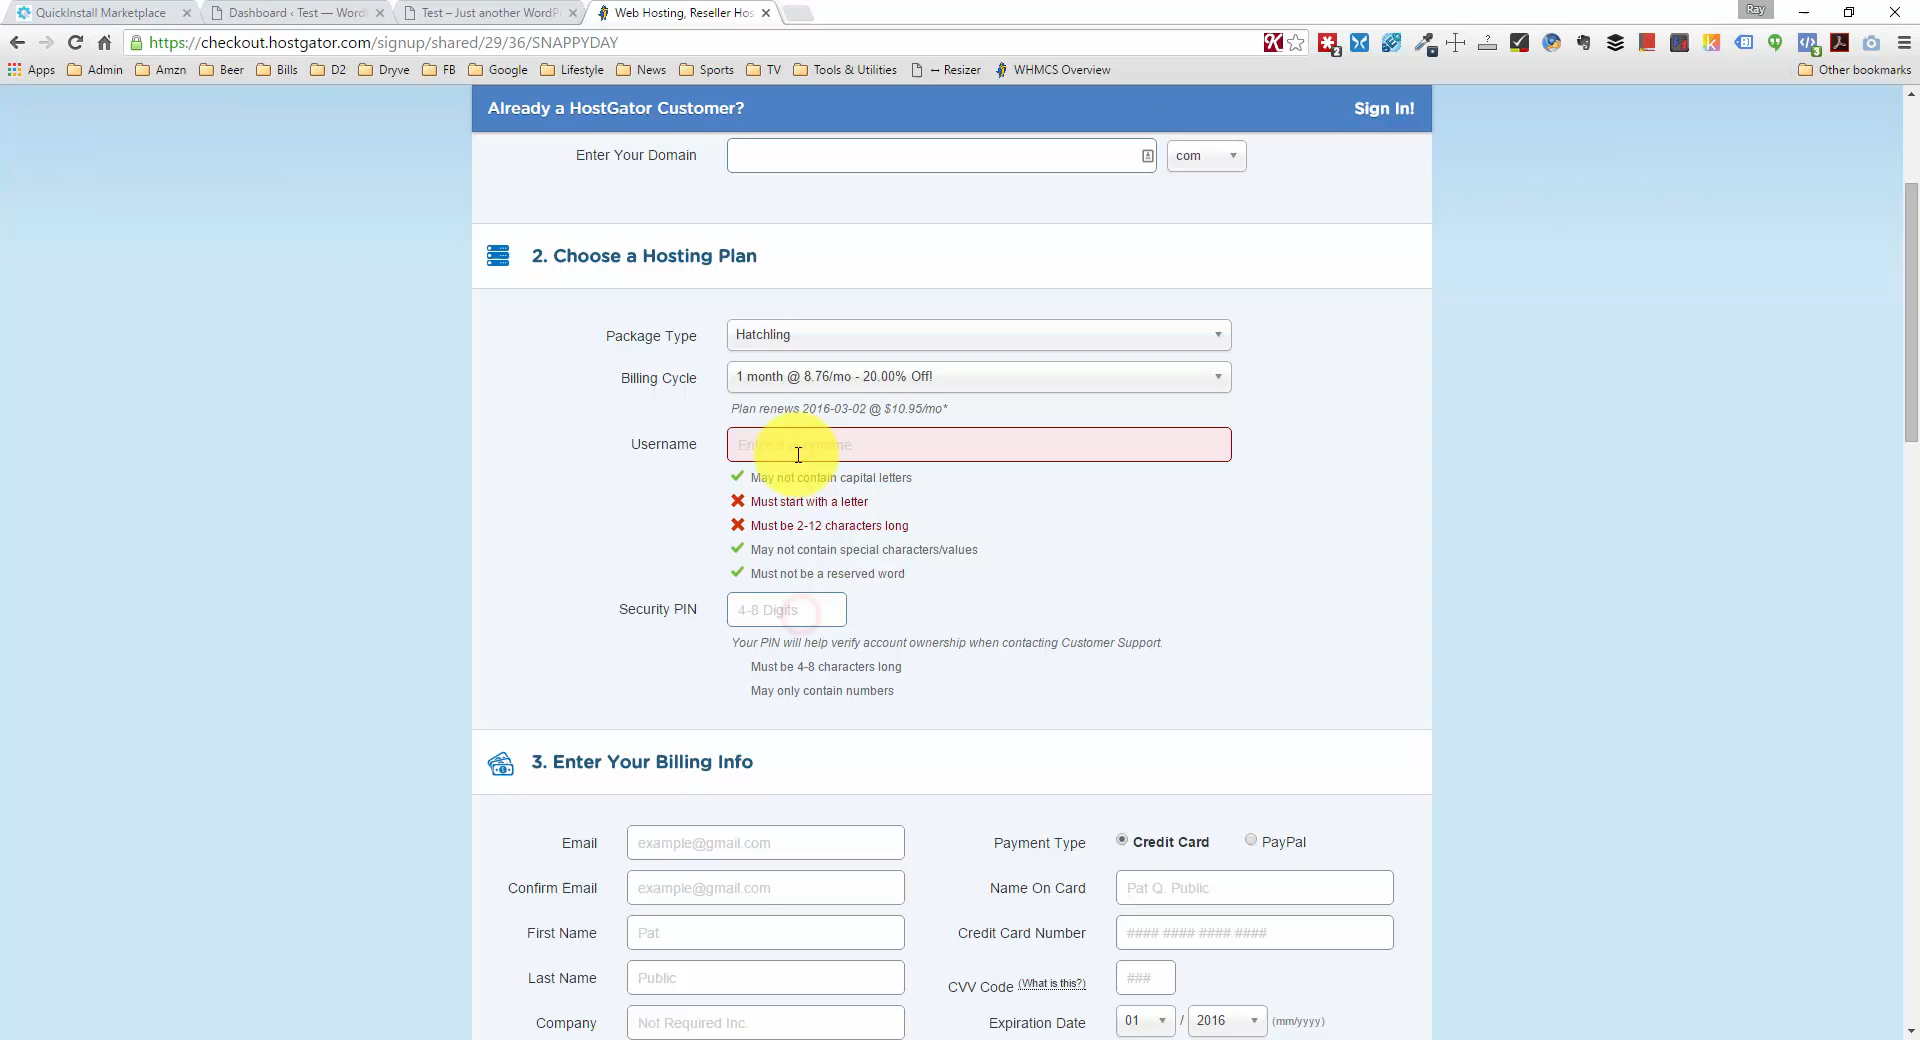 QuickInstall Marketplace
Dashboard ‹ Test — Word
Test – Just another WordP
Web Hosting, Reseller Hos
Ray
https://checkout.hostgator.com/signup/shared/29/36/SNAPPYDAY
Apps Admin Amzn Beer Bills D2 Dryve FB Google Lifestyle News Sports TV Tools & Utilities ↔ Resizer WHMCS Overview Other bookmarks
Already a HostGator Customer? Sign In!
Enter Your Domain com
2. Choose a Hosting Plan
Package Type Hatchling
Billing Cycle 1 month @ 8.76/mo - 20.00% Off!
Plan renews 2016-03-02 @ $10.95/mo*
Username
May not contain capital letters
Must start with a letter
Must be 2-12 characters long
May not contain special characters/values
Must not be a reserved word
Security PIN 4-8 Digits
Your PIN will help verify account ownership when contacting Customer Support.
Must be 4-8 characters long
May only contain numbers
3. Enter Your Billing Info
Email example@gmail.com Payment Type Credit Card PayPal
Confirm Email example@gmail.com Name On Card Pat Q. Public
First Name Pat Credit Card Number #### #### #### ####
Last Name Public CVV Code (What is this?) ###
Company Not Required Inc. Expiration Date 01 / 2016 (mm/yyyy)